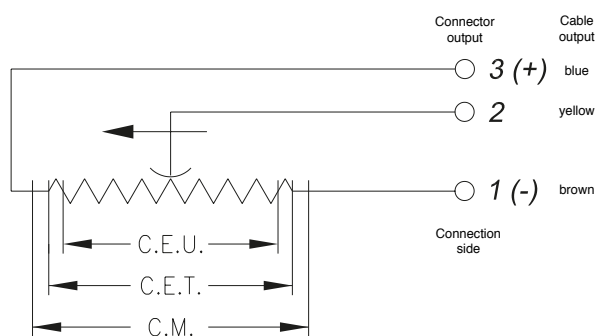 Connector
output
Cable
output
3 (+) blue
2 yellow
1 (-) brown
Connection
side
C.E.U.
C.E.T.
C.M.